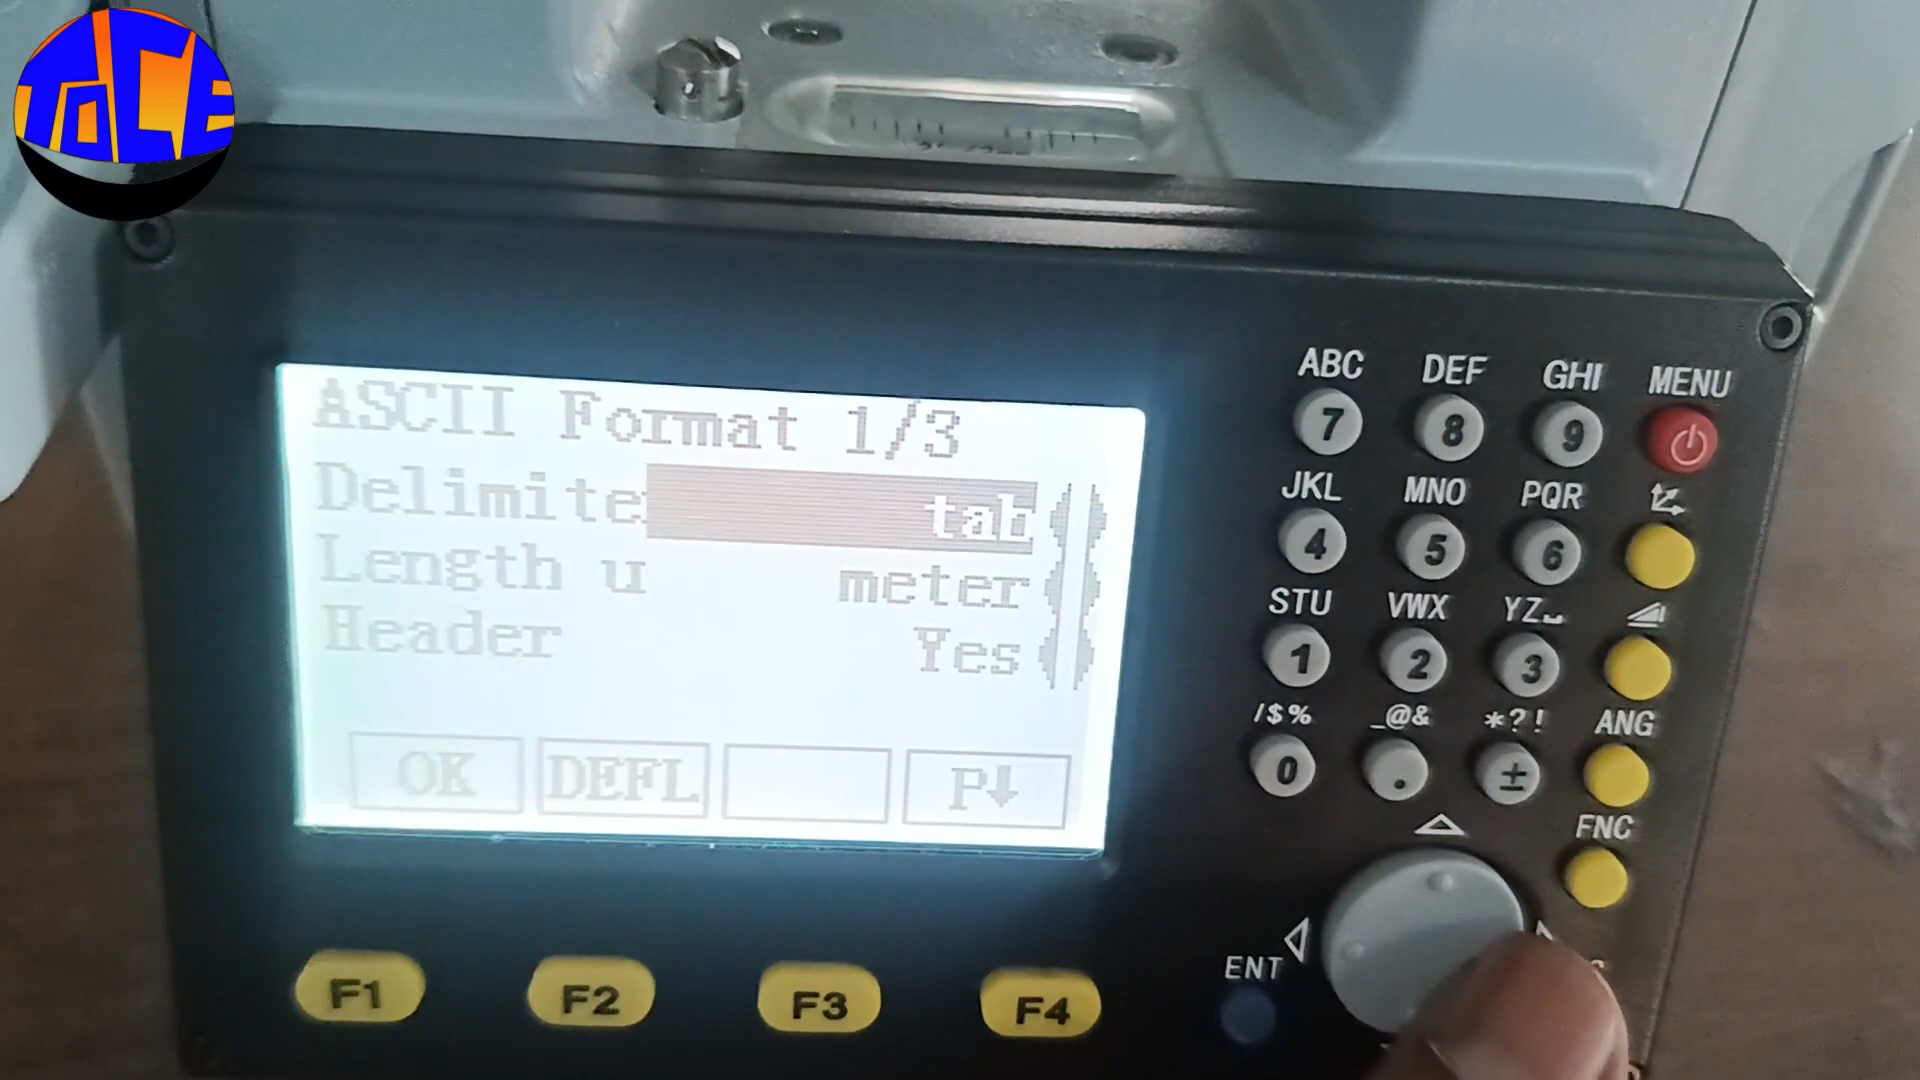 TOCE
ASCII Format 1/3
Delimite tab
Length u meter
Header Yes
OK DEFL P↓
ABC DEF GHI MENU
7 8 9
JKL MNO PQR
4 5 6
STU VWX YZ␣
1 2 3
/$% _@& *?! ANG
0 . ±
FNC
ENT
F1 F2 F3 F4